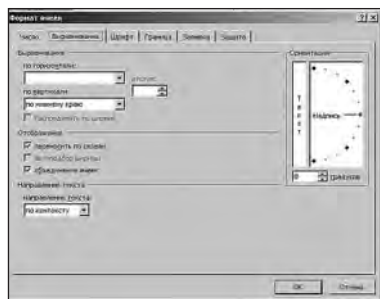 Формат ячеек
Число Выравнивание Шрифт Граница Заливка Защита
Выравнивание
по горизонтали:
отступ:
по вертикали:
по нижнему краю
Распределять по ширине
Отображение
переносить по словам
автоподбор ширины
объединение ячеек
Направление текста
направление текста:
по контексту
Ориентация
Текст
Надпись
0 градусов
ОК Отмена